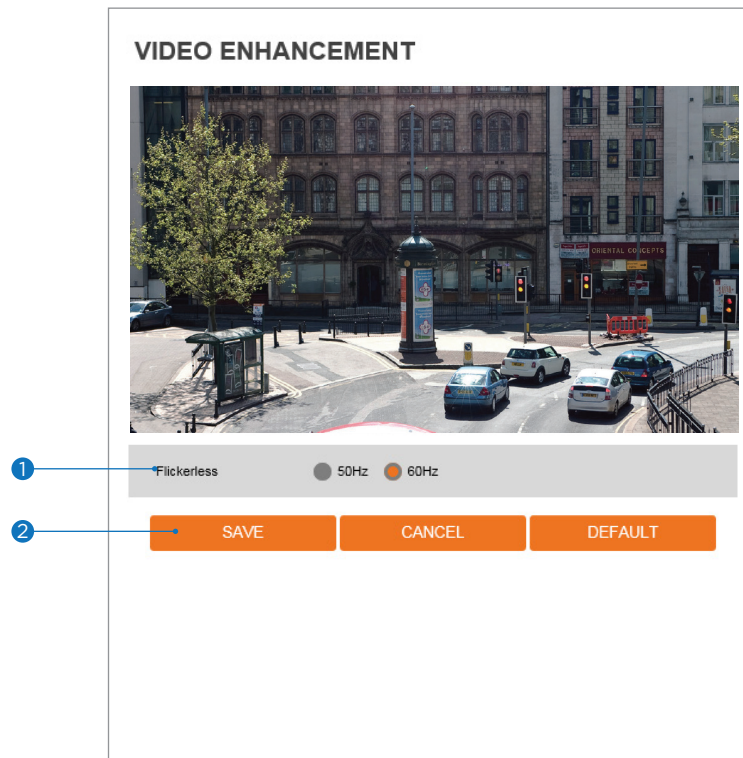 VIDEO ENHANCEMENT
ORIENTAL CONCEPTS
1
Flickerless 50Hz 60Hz
2
SAVE CANCEL DEFAULT